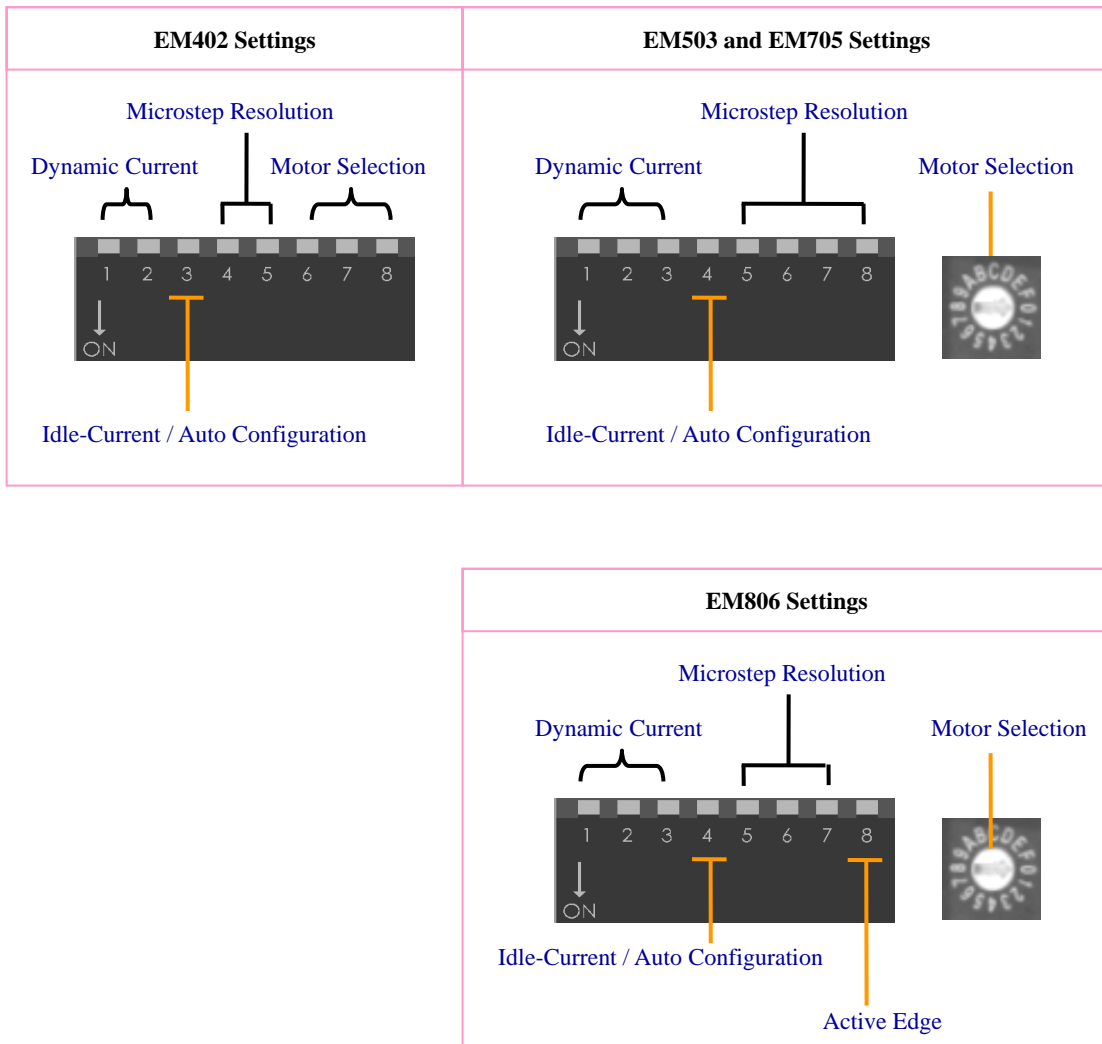 EM402 Settings
Microstep Resolution
Dynamic Current
Motor Selection
1 2 3 4 5 6 7 8
ON
Idle-Current / Auto Configuration
EM503 and EM705 Settings
Microstep Resolution
Dynamic Current
Motor Selection
1 2 3 4 5 6 7 8
ON
789ABCDEF0123456
Idle-Current / Auto Configuration
EM806 Settings
Microstep Resolution
Dynamic Current
Motor Selection
1 2 3 4 5 6 7 8
ON
789ABCDEF0123456
Idle-Current / Auto Configuration
Active Edge